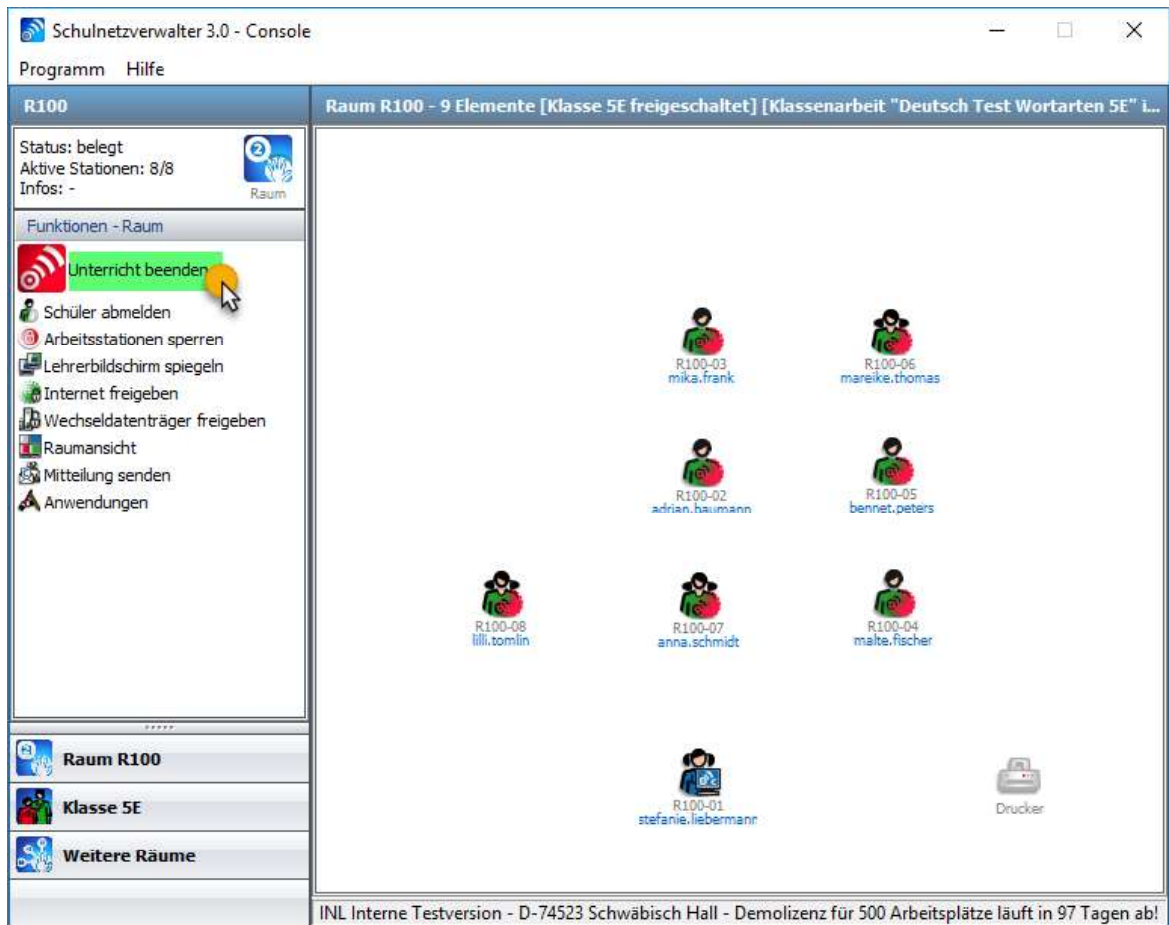 Schulnetzverwalter 3.0 - Console
Programm Hilfe
R100
Status: belegt
Aktive Stationen: 8/8
Infos: -
Raum
Funktionen - Raum
Unterricht beenden
Schüler abmelden
Arbeitsstationen sperren
Lehrerbildschirm spiegeln
Internet freigeben
Wechseldatenträger freigeben
Raumansicht
Mitteilung senden
Anwendungen
Raum R100
Klasse 5E
Weitere Räume
Raum R100 - 9 Elemente [Klasse 5E freigeschaltet] [Klassenarbeit "Deutsch Test Wortarten 5E" i...
R100-03
mika.frank
R100-06
mareike.thomas
R100-02
adrian.baumann
R100-05
bennet.peters
R100-08
lilli.tomlin
R100-07
anna.schmidt
R100-04
malte.fischer
R100-01
stefanie.liebermann
Drucker
INL Interne Testversion - D-74523 Schwäbisch Hall - Demolizenz für 500 Arbeitsplätze läuft in 97 Tagen ab!